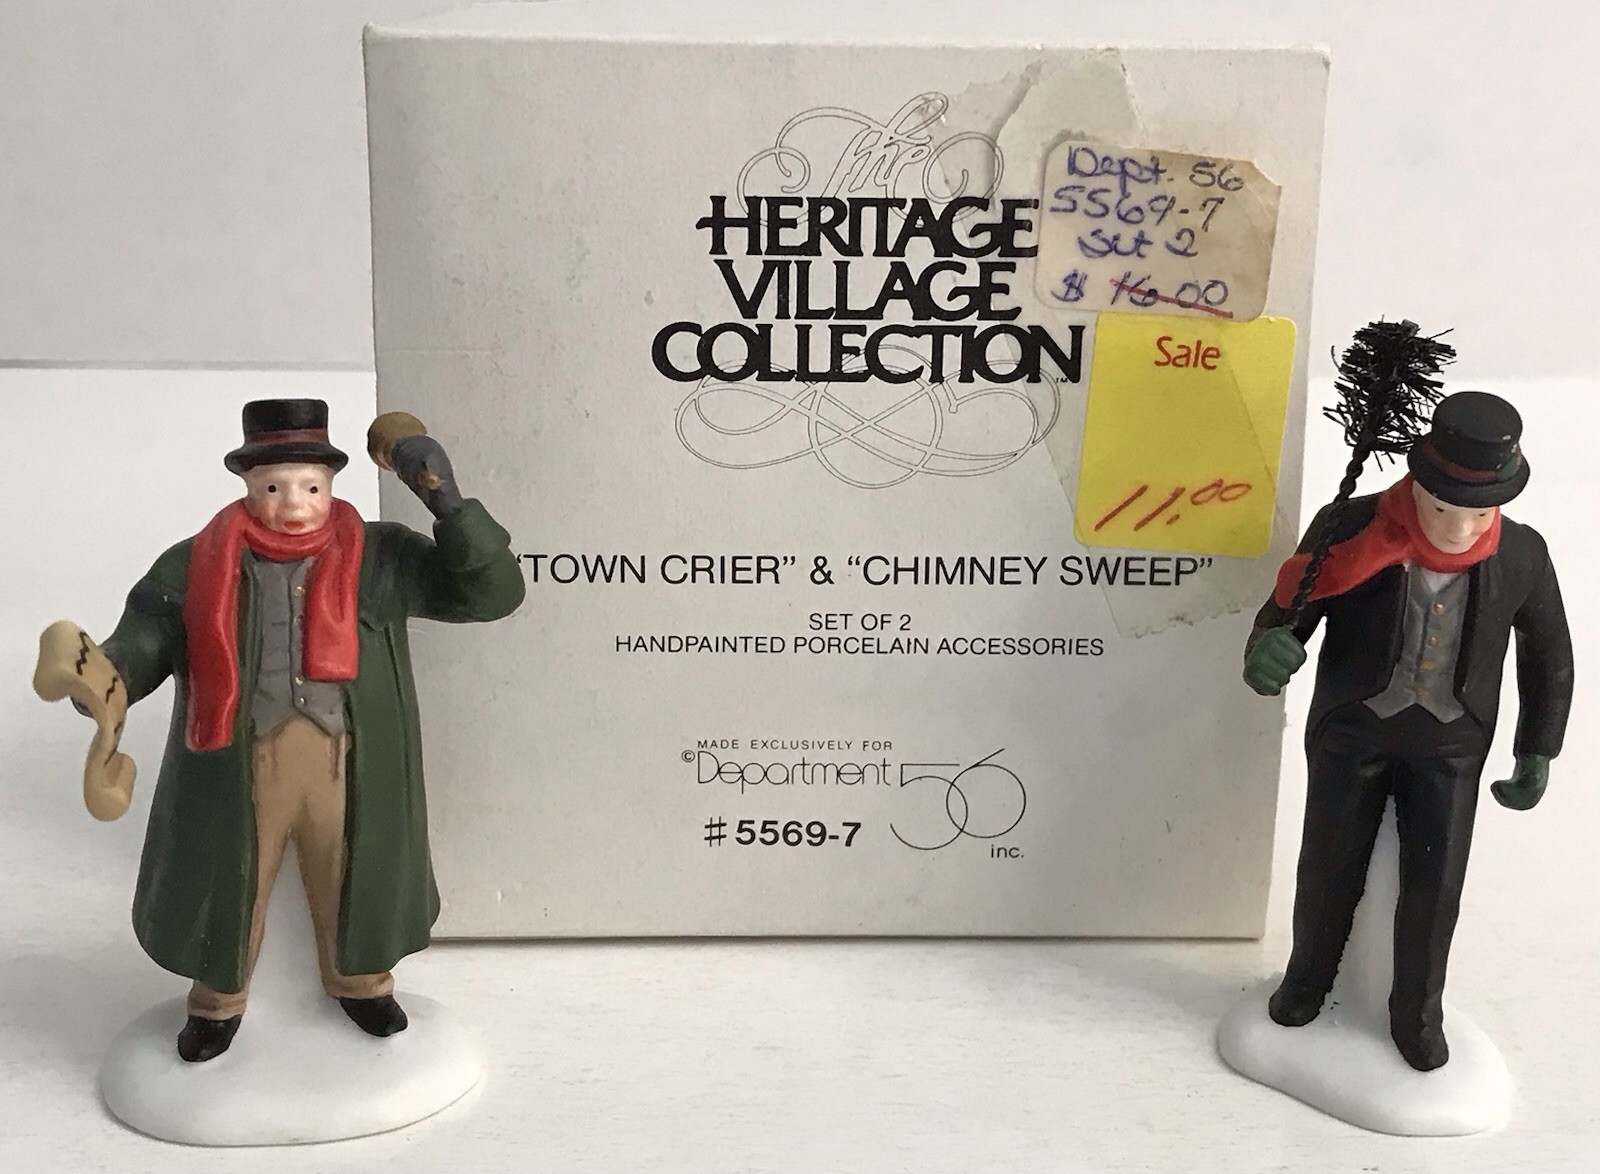 The
HERITAGE
VILLAGE
COLLECTION™
Dept. 56
5569-7
Set 2
$ 16.00
Sale
11.00
"TOWN CRIER" & "CHIMNEY SWEEP"
SET OF 2
HANDPAINTED PORCELAIN ACCESSORIES
MADE EXCLUSIVELY FOR
©Department 56
inc.
#5569-7